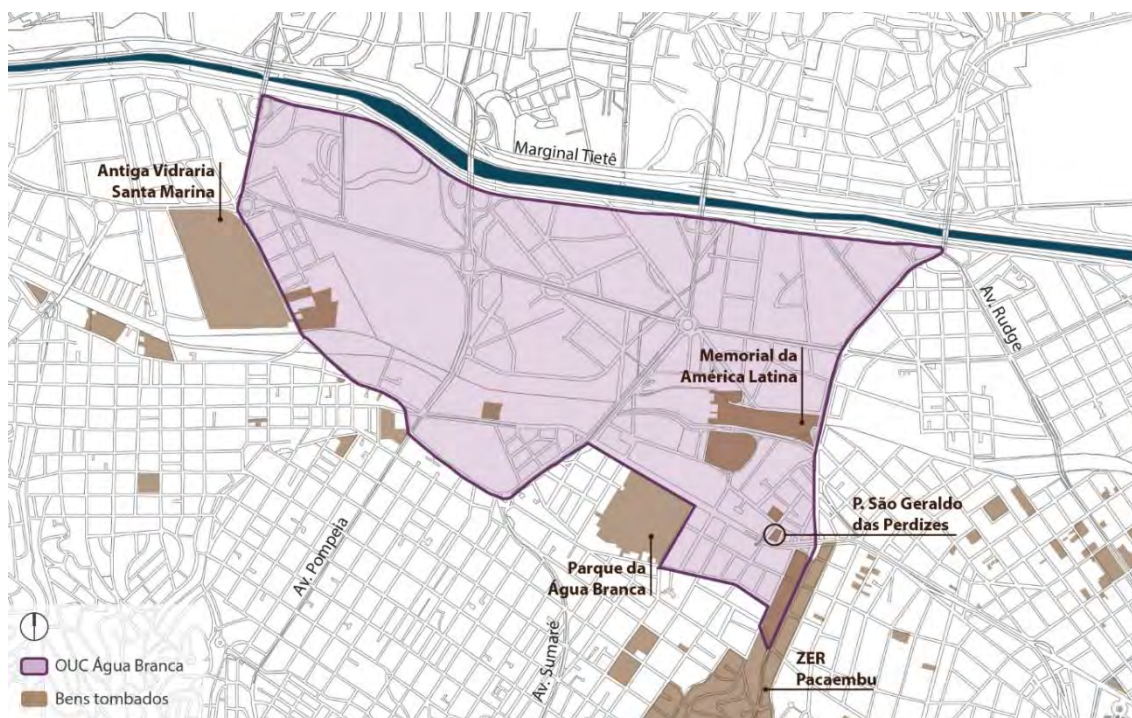 Marginal Tietê
Antiga Vidraria
Santa Marina
Av. Rudge
Memorial da
América Latina
P. São Geraldo
das Perdizes
Av. Pompeia
Parque da
Água Branca
Av. Sumaré
ZER
Pacaembu
OUC Água Branca
Bens tombados